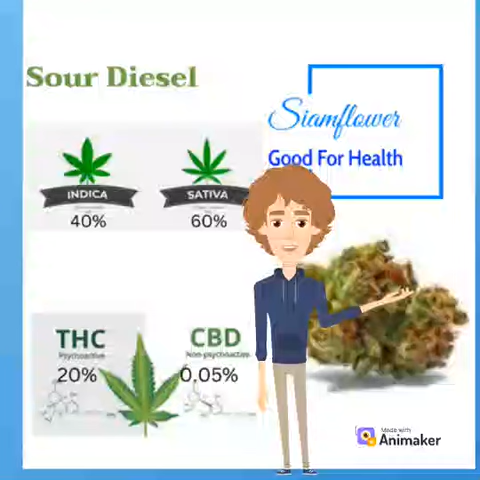 Sour Diesel
Siamflower
Good For Health
INDICA
SATIVA
40%
60%
THC
Psychoactive
20%
CBD
Non-psychoactive
0.05%
Made with
Animaker